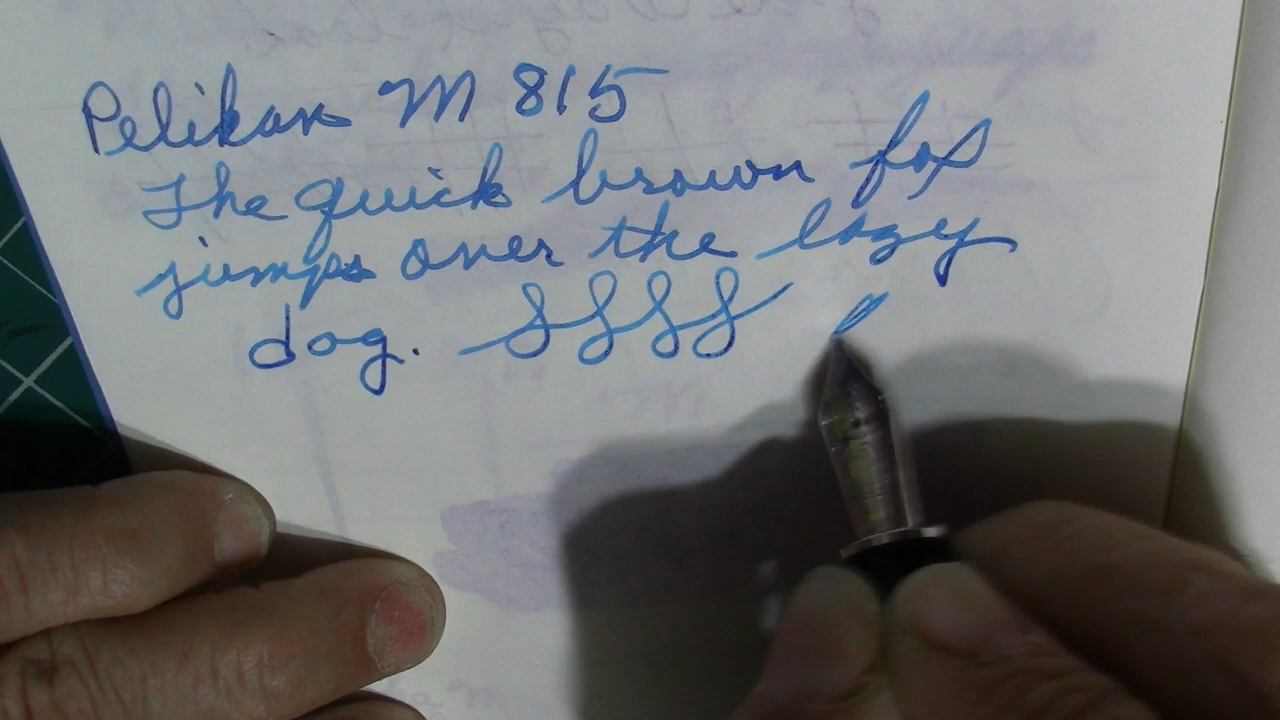 Pelikan M 815
The quick brown fox
jumps over the lazy
dog. SSSS